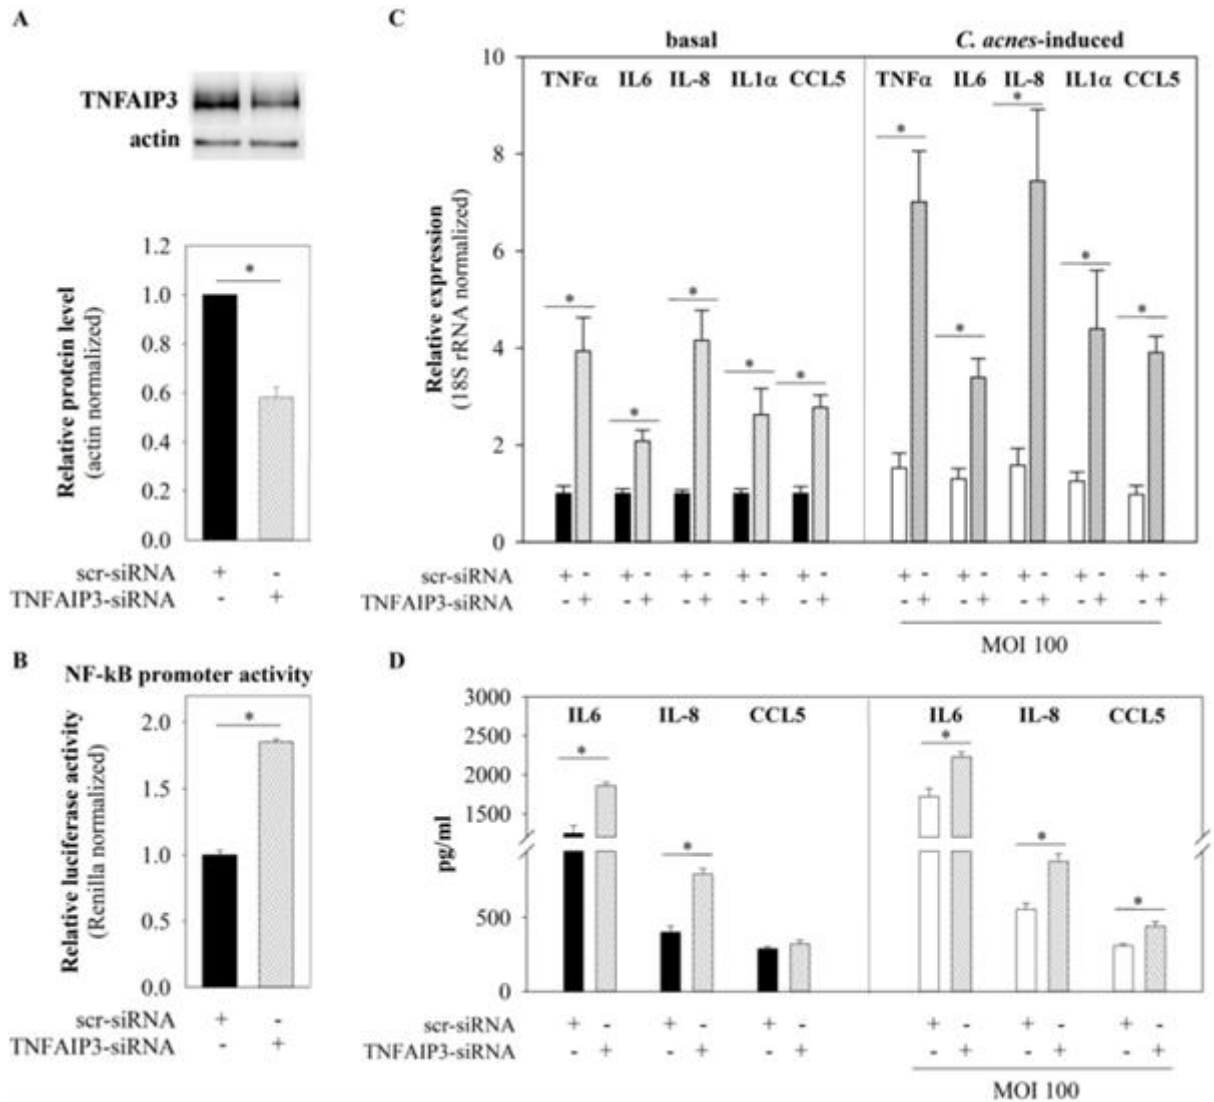 A
TNFAIP3
actin
Relative protein level
(actin normalized)
1.2
*
1.0
0.8
0.6
0.4
0.2
0.0
scr-siRNA + -
TNFAIP3-siRNA - +
B
NF-kB promoter activity
Relative luciferase activity
(Renilla normalized)
2.0
*
1.5
1.0
0.5
0.0
scr-siRNA + -
TNFAIP3-siRNA - +
C
basal C. acnes-induced
Relative expression
(18S rRNA normalized)
10
TNFα IL6 IL-8 IL1α CCL5 TNFα IL6 IL-8 IL1α CCL5
* * * * * * * * * *
8
6
4
2
0
scr-siRNA + - + - + - + - + - + - + - + - + - + -
TNFAIP3-siRNA - + - + - + - + - + - + - + - + - + - +
MOI 100
D
pg/ml
3000
IL6 IL-8 CCL5 IL6 IL-8 CCL5
* * * * *
2500
2000
1500
500
0
scr-siRNA + - + - + - + - + - + -
TNFAIP3-siRNA - + - + - + - + - + - +
MOI 100